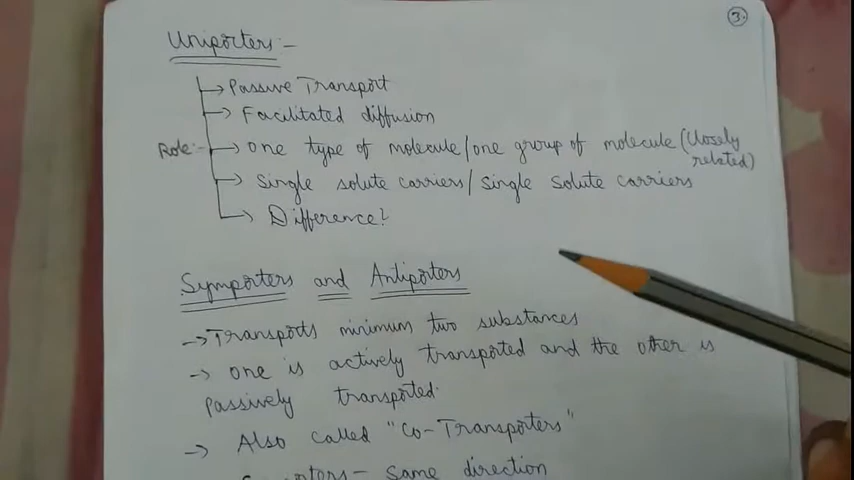 3.
Uniporters:-
→ Passive Transport
→ Facilitated diffusion
Role:- → One type of molecule/one group of molecule (closely
related)
→ Single solute carriers/Single solute carriers
→ Difference?
Symporters and Antiporters
→ Transports minimum two substances
→ One is actively transported and the other is
passively transported.
→ Also called "Co-Transporters"
same direction